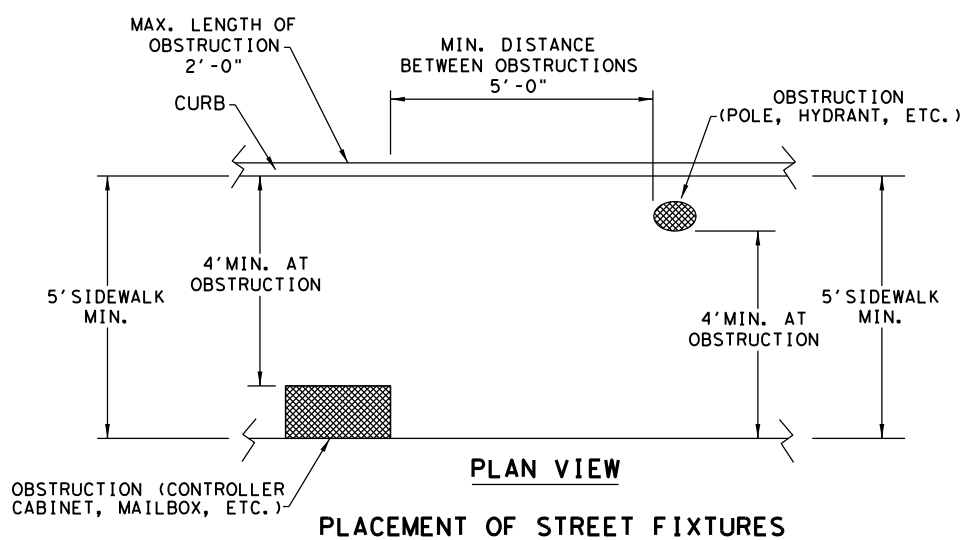 MAX. LENGTH OF
OBSTRUCTION
2'-0"
CURB
MIN. DISTANCE
BETWEEN OBSTRUCTIONS
5'-0"
OBSTRUCTION
(POLE, HYDRANT, ETC.)
4'MIN. AT
OBSTRUCTION
5'SIDEWALK
MIN.
4'MIN. AT
OBSTRUCTION
5'SIDEWALK
MIN.
OBSTRUCTION (CONTROLLER
CABINET, MAILBOX, ETC.)
PLAN VIEW
PLACEMENT OF STREET FIXTURES